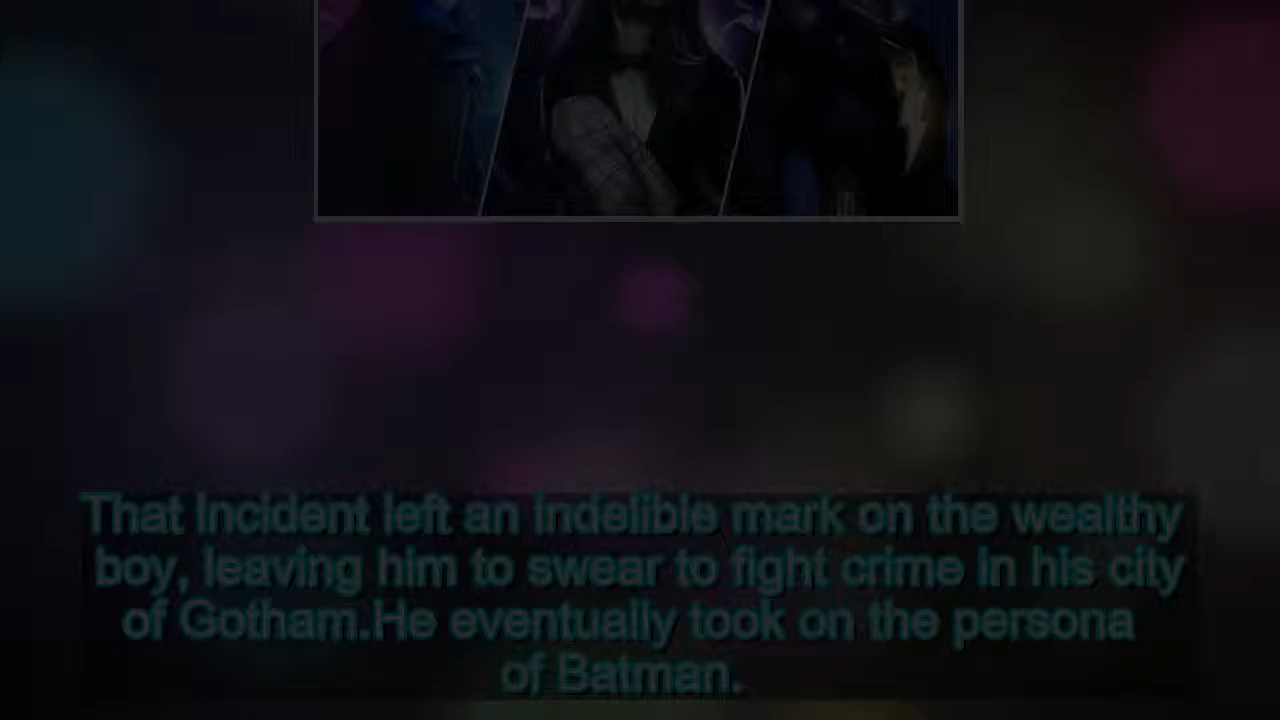 That Incident left an indelible mark on the wealthy
boy, leaving him to swear to fight crime in his city
of Gotham.He eventually took on the persona
of Batman.